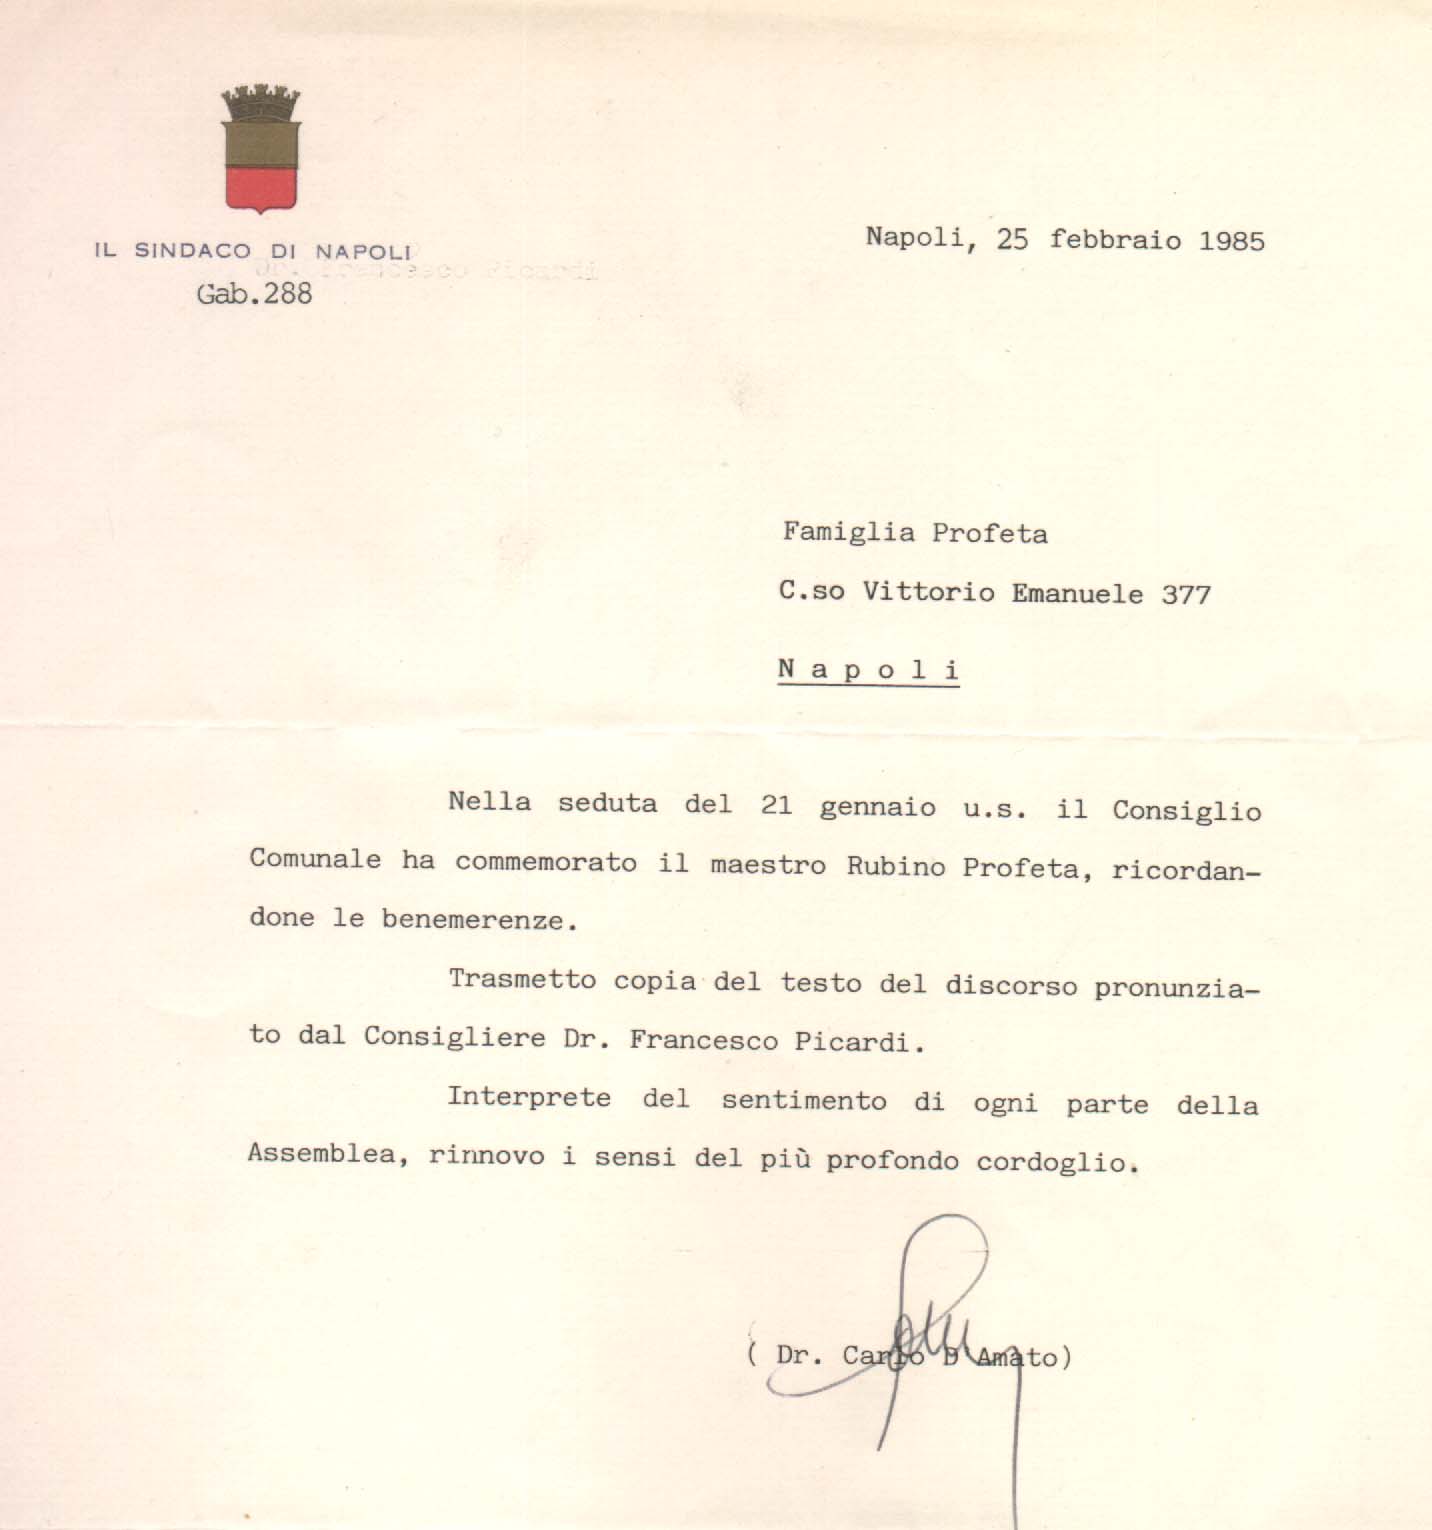 IL SINDACO DI NAPOLI
Dr. Francesco Picardi
Gab.288
Napoli, 25 febbraio 1985
Famiglia Profeta
C.so Vittorio Emanuele 377
N a p o l i
Nella seduta del 21 gennaio u.s. il Consiglio
Comunale ha commemorato il maestro Rubino Profeta, ricordan-
done le benemerenze.
Trasmetto copia del testo del discorso pronunzia-
to dal Consigliere Dr. Francesco Picardi.
Interprete del sentimento di ogni parte della
Assemblea, rinnovo i sensi del più profondo cordoglio.
( Dr. Carlo D'Amato)